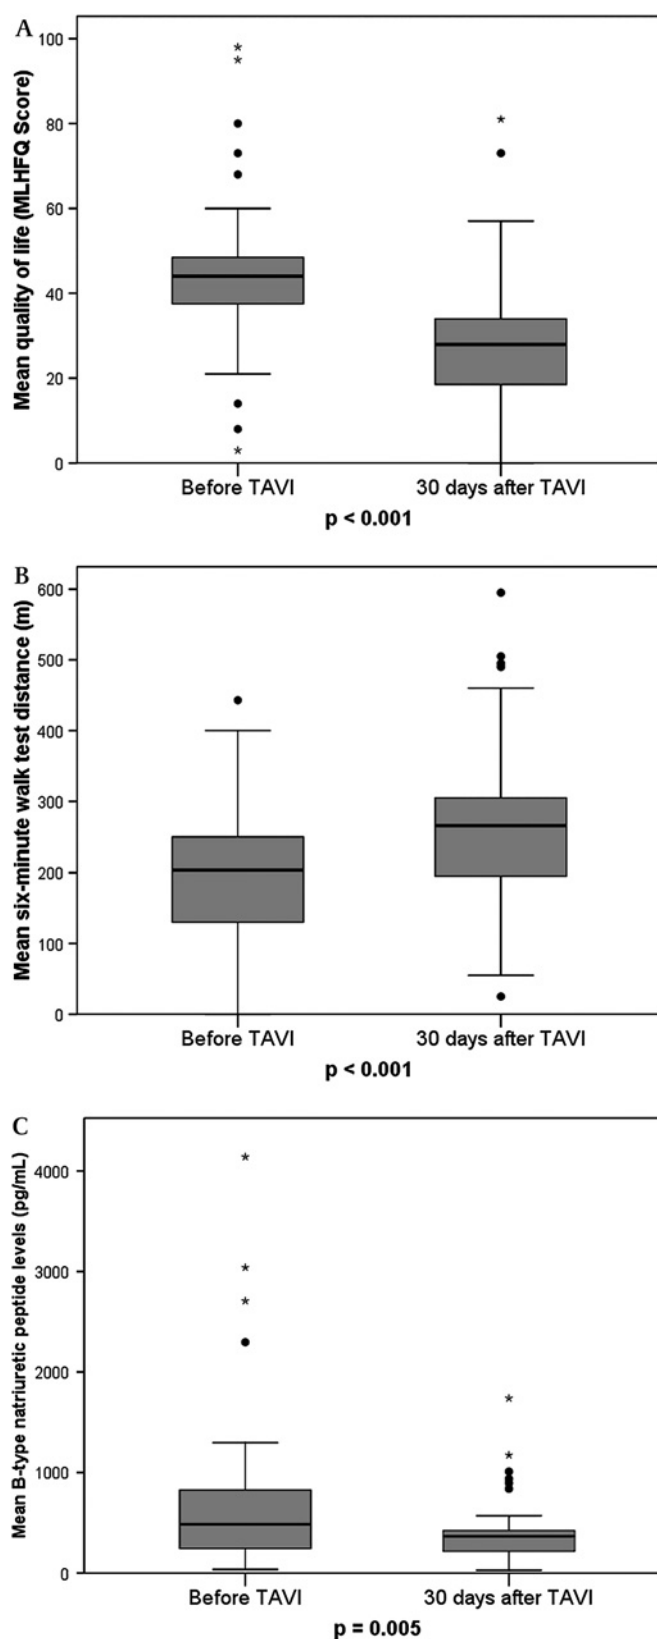 A
Mean quality of life (MLHFQ Score)
100
80
60
40
20
0
Before TAVI
30 days after TAVI
p < 0.001
B
Mean six-minute walk test distance (m)
600
500
400
300
200
100
0
Before TAVI
30 days after TAVI
p < 0.001
C
Mean B-type natriuretic peptide levels (pg/mL)
4000
3000
2000
1000
0
Before TAVI
30 days after TAVI
p = 0.005